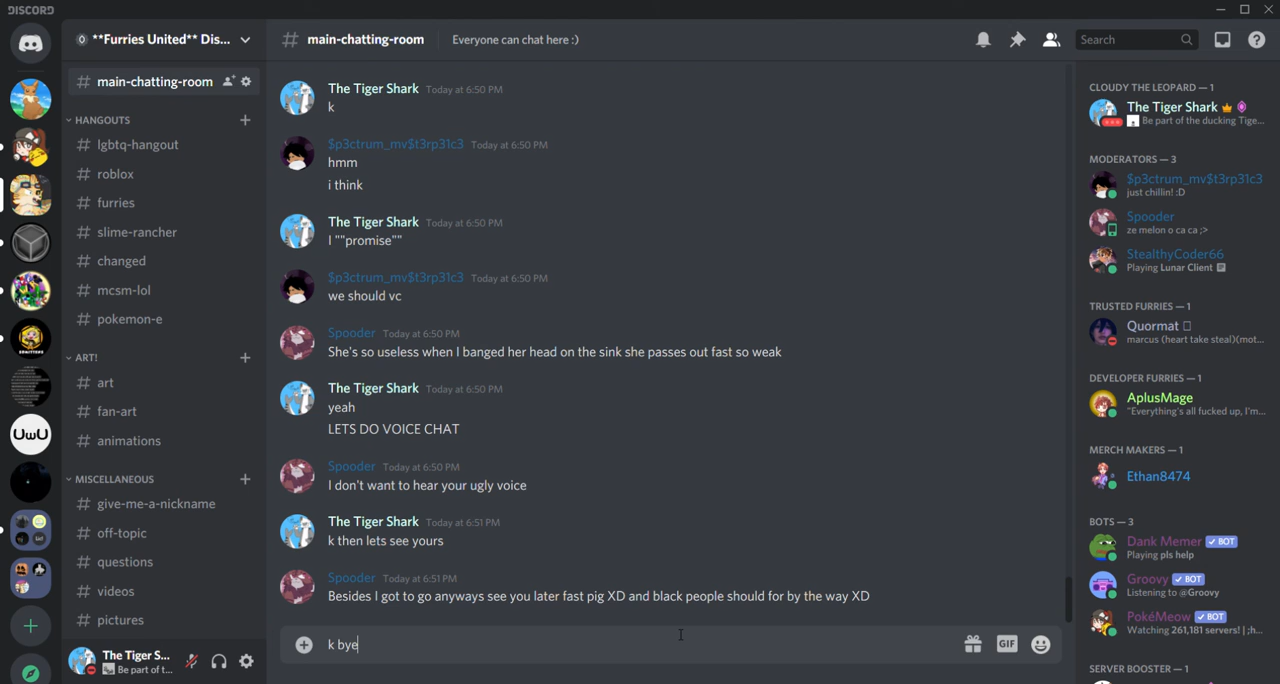 DISCORD
**Furries United** Dis...
# main-chatting-room
Everyone can chat here :)
Search
# main-chatting-room
HANGOUTS
# lgbtq-hangout
# roblox
# furries
# slime-rancher
# changed
# mcsm-lol
# pokemon-e
ART!
# art
# fan-art
# animations
MISCELLANEOUS
# give-me-a-nickname
# off-topic
# questions
# videos
# pictures
UwU
The Tiger S...
Be part of t...
The Tiger Shark Today at 6:50 PM
k
$p3ctrum_mv$t3rp31c3 Today at 6:50 PM
hmm
i think
The Tiger Shark Today at 6:50 PM
I ""promise""
$p3ctrum_mv$t3rp31c3 Today at 6:50 PM
we should vc
Spooder Today at 6:50 PM
She's so useless when I banged her head on the sink she passes out fast so weak
The Tiger Shark Today at 6:50 PM
yeah
LETS DO VOICE CHAT
Spooder Today at 6:50 PM
I don't want to hear your ugly voice
The Tiger Shark Today at 6:51 PM
k then lets see yours
Spooder Today at 6:51 PM
Besides I got to go anyways see you later fast pig XD and black people should for by the way XD
k bye
GIF
CLOUDY THE LEOPARD — 1
The Tiger Shark
Be part of the ducking Tige...
MODERATORS — 3
$p3ctrum_mv$t3rp31c3
just chillin! :D
Spooder
ze melon o ca ca ;>
StealthyCoder66
Playing Lunar Client
TRUSTED FURRIES — 1
Quormat
marcus (heart take steal)(mot...
DEVELOPER FURRIES — 1
AplusMage
"Everything's all fucked up, I'm...
MERCH MAKERS — 1
Ethan8474
BOTS — 3
Dank Memer BOT
Playing pls help
Groovy BOT
Listening to @Groovy
PokéMeow BOT
Watching 261,181 servers! | ;h...
SERVER BOOSTER — 1